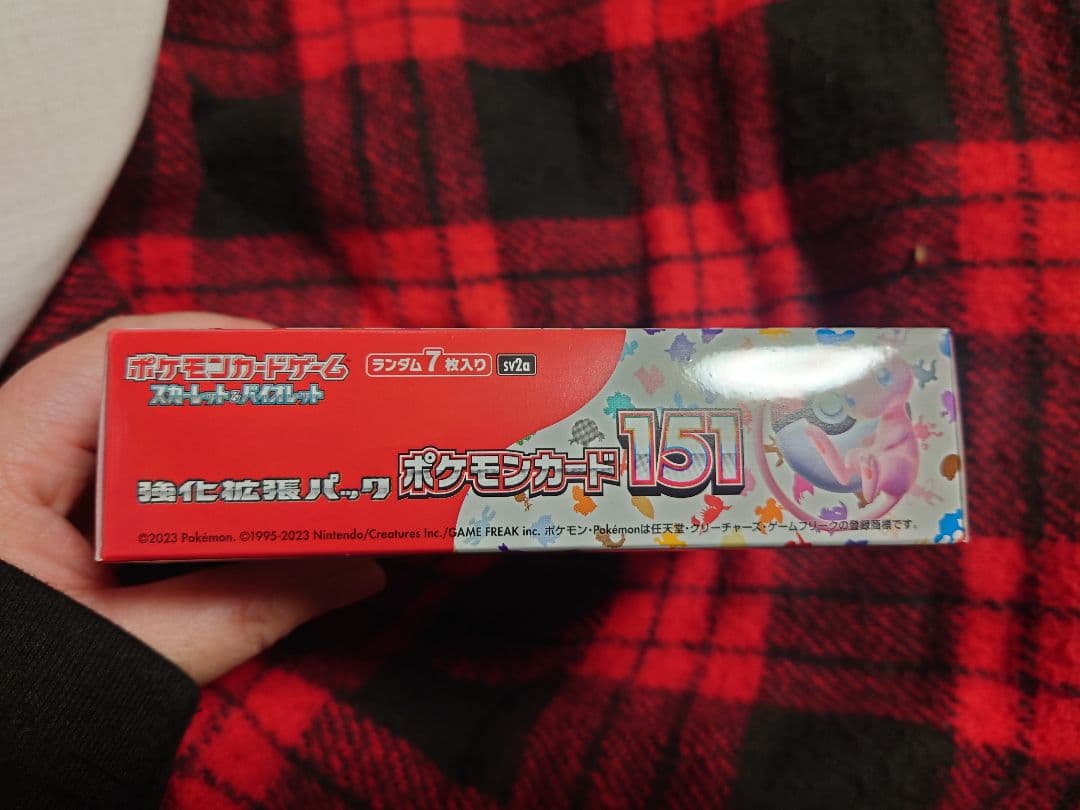 ポケモンカードゲーム ランダム7枚入り sv2a
スカーレット&バイオレット
強化拡張パック ポケモンカード151
©2023 Pokémon. ©1995-2023 Nintendo/Creatures Inc./GAME FREAK inc. ポケモン・Pokémonは任天堂・クリーチャーズ・ゲームフリークの登録商標です。